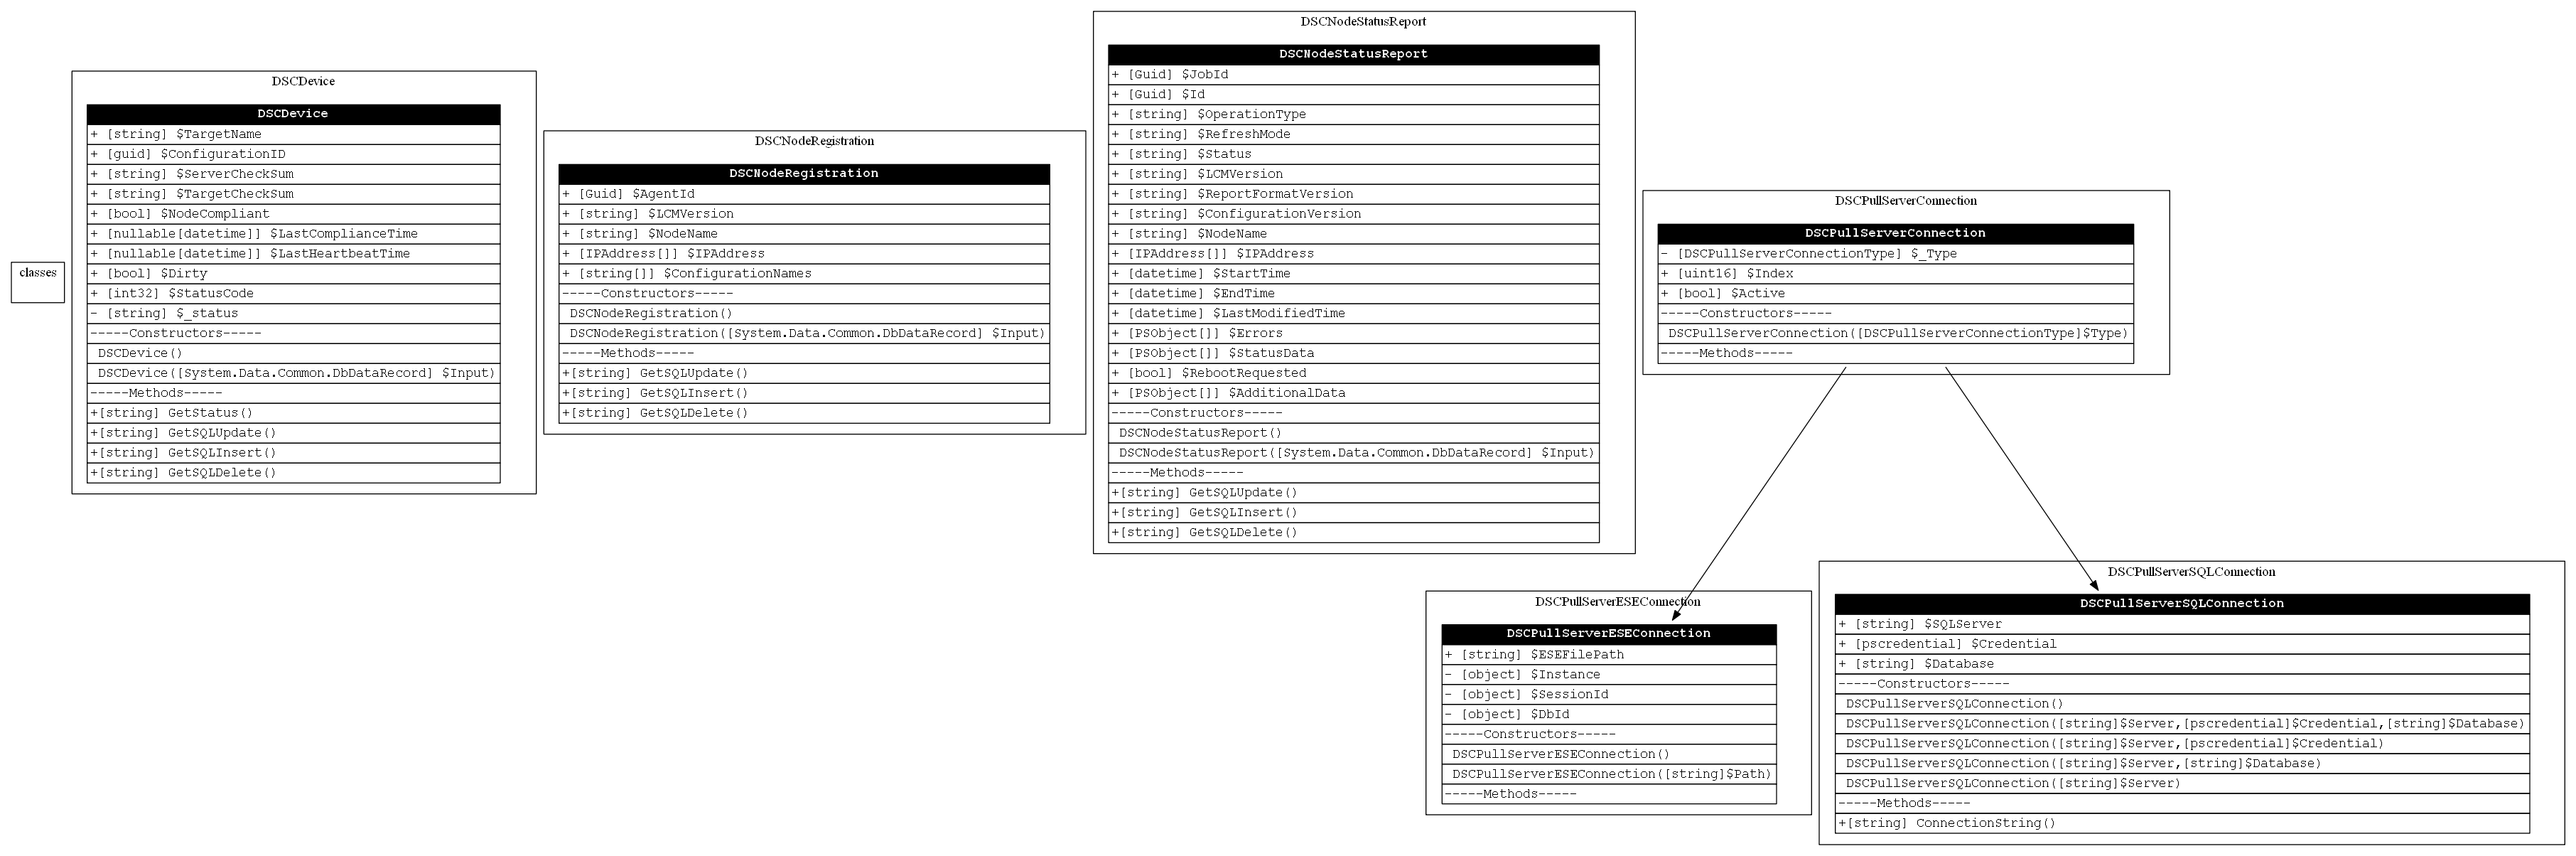 classes
DSCDevice
DSCDevice
+ [string] $TargetName
+ [guid] $ConfigurationID
+ [string] $ServerCheckSum
+ [string] $TargetCheckSum
+ [bool] $NodeCompliant
+ [nullable[datetime]] $LastComplianceTime
+ [nullable[datetime]] $LastHeartbeatTime
+ [bool] $Dirty
+ [int32] $StatusCode
- [string] $_status
-----Constructors-----
DSCDevice()
DSCDevice([System.Data.Common.DbDataRecord] $Input)
-----Methods-----
+[string] GetStatus()
+[string] GetSQLUpdate()
+[string] GetSQLInsert()
+[string] GetSQLDelete()
DSCNodeRegistration
DSCNodeRegistration
+ [Guid] $AgentId
+ [string] $LCMVersion
+ [string] $NodeName
+ [IPAddress[]] $IPAddress
+ [string[]] $ConfigurationNames
-----Constructors-----
DSCNodeRegistration()
DSCNodeRegistration([System.Data.Common.DbDataRecord] $Input)
-----Methods-----
+[string] GetSQLUpdate()
+[string] GetSQLInsert()
+[string] GetSQLDelete()
DSCNodeStatusReport
DSCNodeStatusReport
+ [Guid] $JobId
+ [Guid] $Id
+ [string] $OperationType
+ [string] $RefreshMode
+ [string] $Status
+ [string] $LCMVersion
+ [string] $ReportFormatVersion
+ [string] $ConfigurationVersion
+ [string] $NodeName
+ [IPAddress[]] $IPAddress
+ [datetime] $StartTime
+ [datetime] $EndTime
+ [datetime] $LastModifiedTime
+ [PSObject[]] $Errors
+ [PSObject[]] $StatusData
+ [bool] $RebootRequested
+ [PSObject[]] $AdditionalData
-----Constructors-----
DSCNodeStatusReport()
DSCNodeStatusReport([System.Data.Common.DbDataRecord] $Input)
-----Methods-----
+[string] GetSQLUpdate()
+[string] GetSQLInsert()
+[string] GetSQLDelete()
DSCPullServerConnection
DSCPullServerConnection
- [DSCPullServerConnectionType] $_Type
+ [uint16] $Index
+ [bool] $Active
-----Constructors-----
DSCPullServerConnection([DSCPullServerConnectionType]$Type)
-----Methods-----
DSCPullServerESEConnection
DSCPullServerESEConnection
+ [string] $ESEFilePath
- [object] $Instance
- [object] $SessionId
- [object] $DbId
-----Constructors-----
DSCPullServerESEConnection()
DSCPullServerESEConnection([string]$Path)
-----Methods-----
DSCPullServerSQLConnection
DSCPullServerSQLConnection
+ [string] $SQLServer
+ [pscredential] $Credential
+ [string] $Database
-----Constructors-----
DSCPullServerSQLConnection()
DSCPullServerSQLConnection([string]$Server,[pscredential]$Credential,[string]$Database)
DSCPullServerSQLConnection([string]$Server,[pscredential]$Credential)
DSCPullServerSQLConnection([string]$Server,[string]$Database)
DSCPullServerSQLConnection([string]$Server)
-----Methods-----
+[string] ConnectionString()